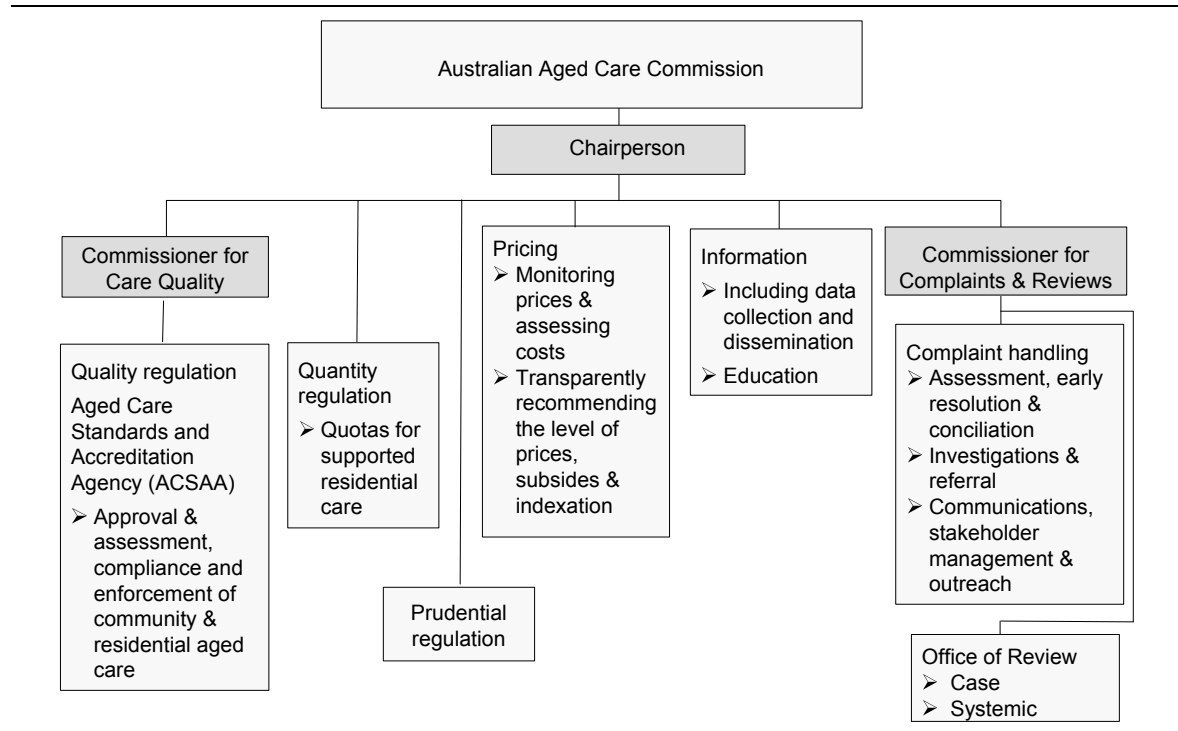 Australian Aged Care Commission
Chairperson
Commissioner for
Care Quality
Quality regulation
Aged Care
Standards and
Accreditation
Agency (ACSAA)
➢ Approval &
assessment,
compliance and
enforcement of
community &
residential aged
care
Quantity
regulation
➢ Quotas for
supported
residential
care
Prudential
regulation
Pricing
➢ Monitoring
prices &
assessing
costs
➢ Transparently
recommending
the level of
prices,
subsides &
indexation
Information
➢ Including data
collection and
dissemination
➢ Education
Commissioner for
Complaints & Reviews
Complaint handling
➢ Assessment, early
resolution &
conciliation
➢ Investigations &
referral
➢ Communications,
stakeholder
management &
outreach
Office of Review
➢ Case
➢ Systemic